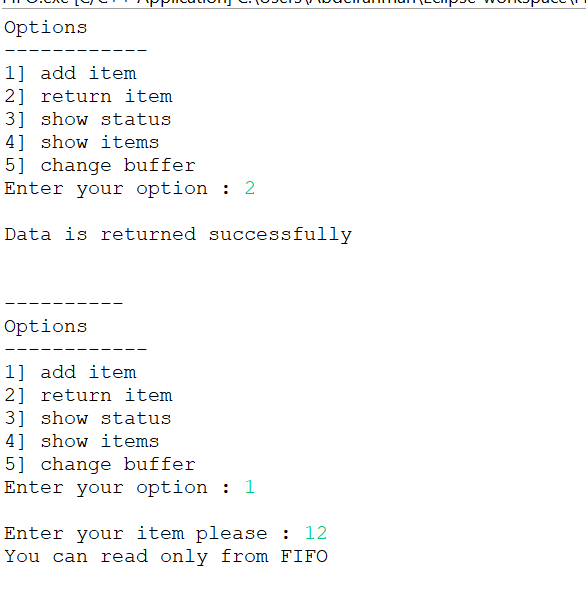 Options
------------
1] add item
2] return item
3] show status
4] show items
5] change buffer
Enter your option : 2
Data is returned successfully
----------
Options
------------
1] add item
2] return item
3] show status
4] show items
5] change buffer
Enter your option : 1
Enter your item please : 12
You can read only from FIFO